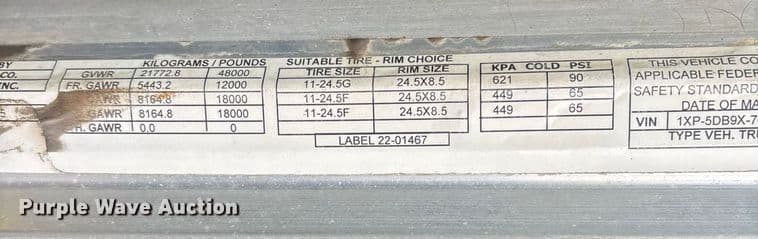 BY KILOGRAMS / POUNDS SUITABLE TIRE - RIM CHOICE
CO. GVWR 21772.8 48000 TIRE SIZE RIM SIZE KPA COLD PSI THIS VEHICLE CO
INC. FR. GAWR 5443.2 12000 11-24.5G 24.5X8.5 621 90 APPLICABLE FEDER
GAWR 8164.8 18000 11-24.5F 24.5X8.5 449 65 SAFETY STANDARD
5 GAWR 8164.8 18000 11-24.5F 24.5X8.5 449 65 DATE OF MA
GAWR 0.0 0 LABEL 22-01467 VIN 1XP-5DB9X-7
TYPE VEH. TRU
Purple Wave Auction